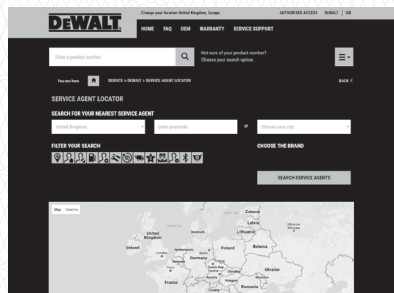 DEWALT.
Change your location United Kingdom, Europe
AUTHORISED ACCESS DeWALT GB
HOME FAQ OEM WARRANTY SERVICE SUPPORT
Enter a product number
Not sure of your product number?
Choose your search option.
You are here: SERVICE > DEWALT > SERVICE AGENT LOCATOR BACK <
SERVICE AGENT LOCATOR
SEARCH FOR YOUR NEAREST SERVICE AGENT
United Kingdom Enter postcode or Choose your city
FILTER YOUR SEARCH CHOOSE THE BRAND
SEARCH SERVICE AGENTS
Map Satellite
Estonia
Latvia
United
Kingdom
Denmark
Lithuania
Ireland
Netherlands
Poland
Belarus
London
Germany
Belgium
Ukraine
France
Hungary
Romania